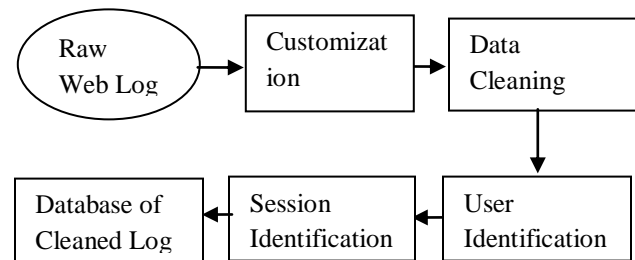 Raw
Web Log
Customizat
ion
Data
Cleaning
User
Identification
Session
Identification
Database of
Cleaned Log